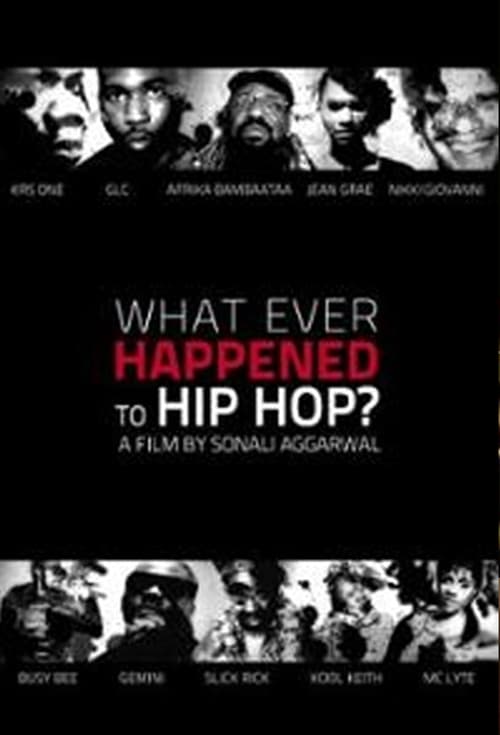 KRS ONE GLC AFRIKA BAMBAATAA JEAN GRAE NIKKI GIOVANNI
WHAT EVER
HAPPENED
TO HIP HOP?
A FILM BY SONALI AGGARWAL
BUSY BEE GEMINI SLICK RICK KOOL KEITH MC LYTE